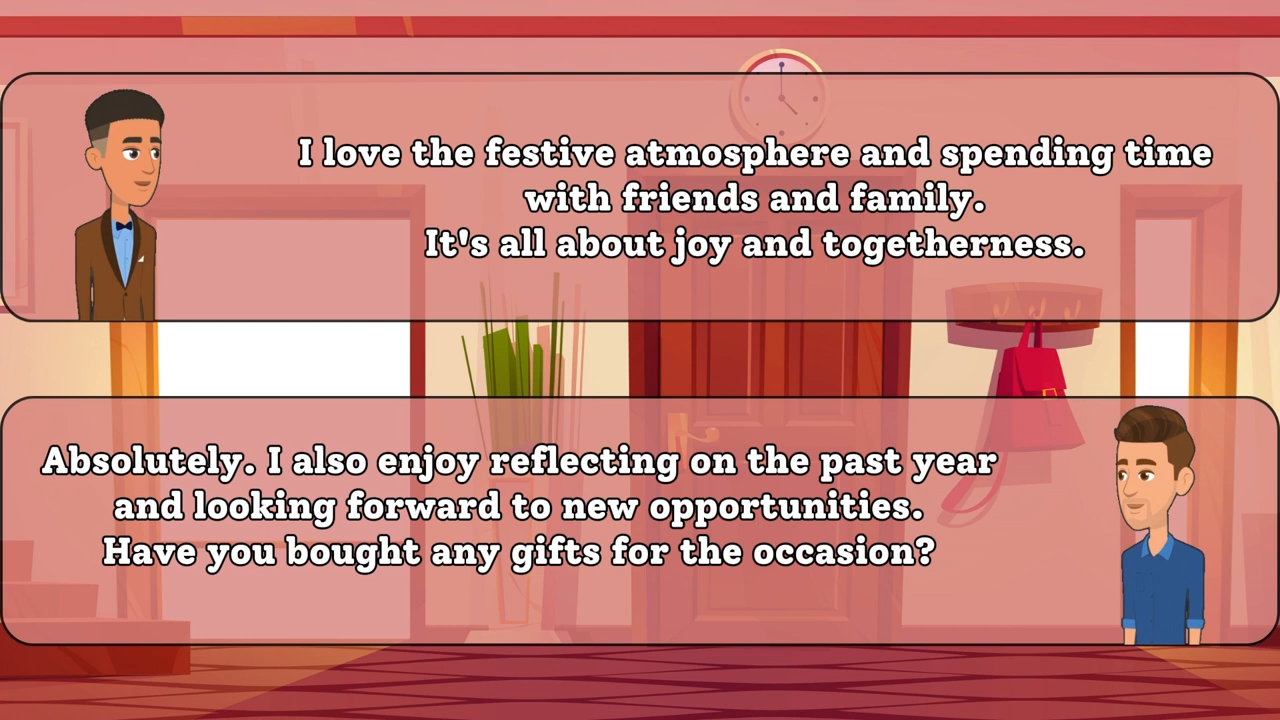 I love the festive atmosphere and spending time
with friends and family.
It's all about joy and togetherness.
Absolutely. I also enjoy reflecting on the past year
and looking forward to new opportunities.
Have you bought any gifts for the occasion?